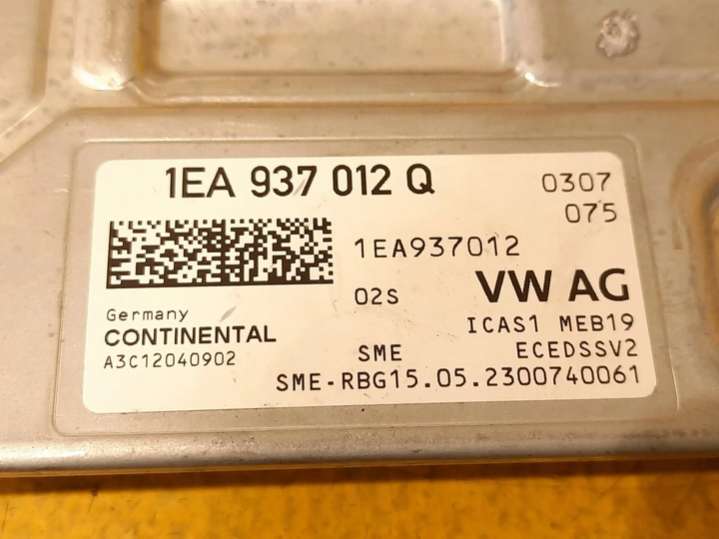 1EA 937 012 Q
0307
075
1EA937012
02S
VW AG
Germany
CONTINENTAL
A3C12040902
ICAS1 MEB19
SME
ECEDSSV2
SME-RBG15.05.2300740061